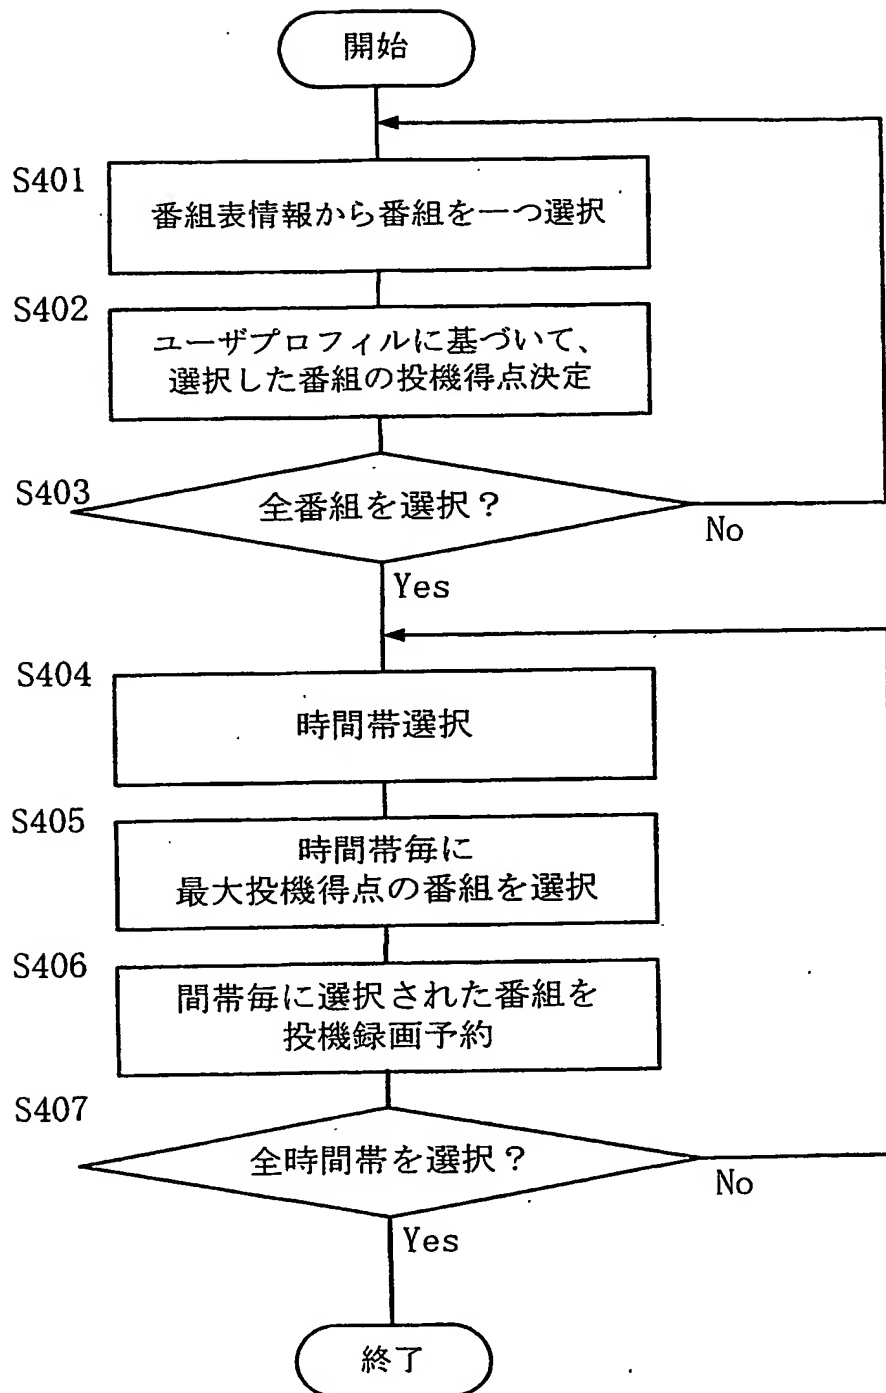 開始
S401
番組表情報から番組を一つ選択
S402
ユーザプロフィルに基づいて、
選択した番組の投機得点決定
S403
全番組を選択？
No
Yes
S404
時間帯選択
S405
時間帯毎に
最大投機得点の番組を選択
S406
間帯毎に選択された番組を
投機録画予約
S407
全時間帯を選択？
No
Yes
終了